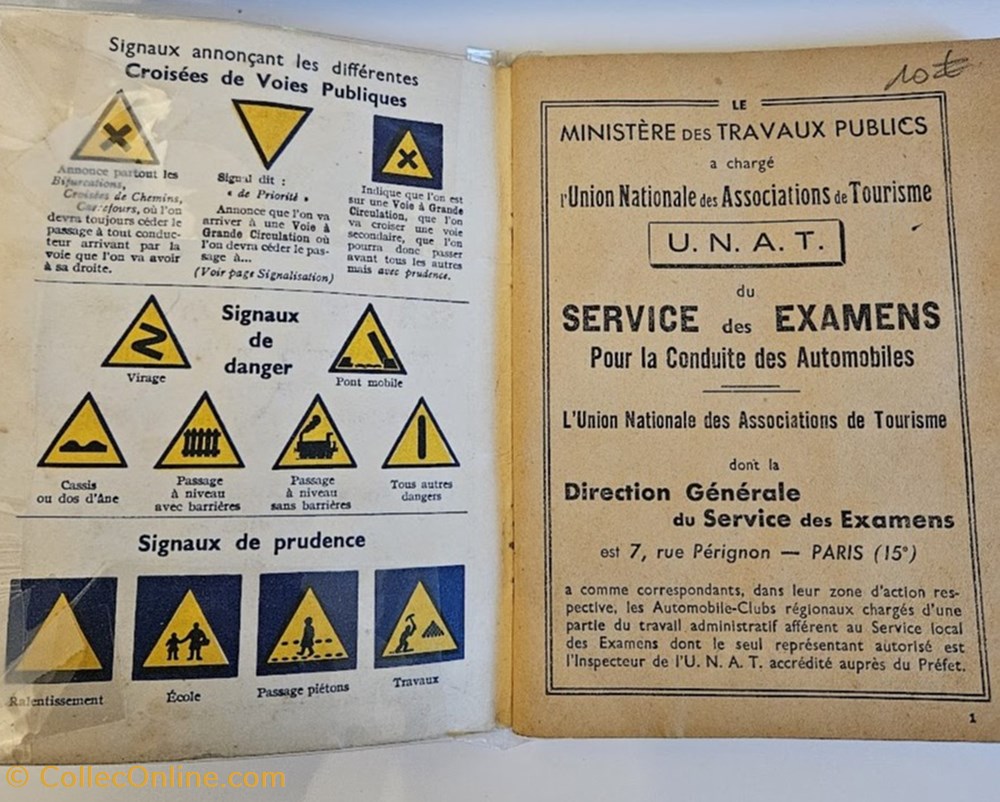 Signaux annonçant les différentes
Croisées de Voies Publiques
Annonce partout les
Bifurcations,
Croisées de Chemins,
Carrefours, où l'on
devra toujours céder le
passage à tout conduc-
teur arrivant par la
voie que l'on va avoir
à sa droite.
Signal dit :
« de Priorité »
Annonce que l'on va
arriver à une Voie à
Grande Circulation où
l'on devra céder le pas-
sage à...
(Voir page Signalisation)
Indique que l'on est
sur une Voie à Grande
Circulation, que l'on
va croiser une voie
secondaire, que l'on
pourra donc passer
avant tous les autres
mais avec prudence.
Signaux
de
danger
Virage
Pont mobile
Cassis
ou dos d'âne
Passage
à niveau
avec barrières
Passage
à niveau
sans barrières
Tous autres
dangers
Signaux de prudence
Ralentissement
École
Passage piétons
Travaux
10 €
LE
MINISTÈRE DES TRAVAUX PUBLICS
a chargé
l'Union Nationale des Associations de Tourisme
U. N. A. T.
du
SERVICE des EXAMENS
Pour la Conduite des Automobiles
L'Union Nationale des Associations de Tourisme
dont la
Direction Générale
du Service des Examens
est 7, rue Pérignon — PARIS (15°)
a comme correspondants, dans leur zone d'action res-
pective, les Automobile-Clubs régionaux chargés d'une
partie du travail administratif afférent au Service local
des Examens dont le seul représentant autorisé est
l'Inspecteur de l'U. N. A. T. accrédité auprès du Préfet.
1
© CollecOnline.com